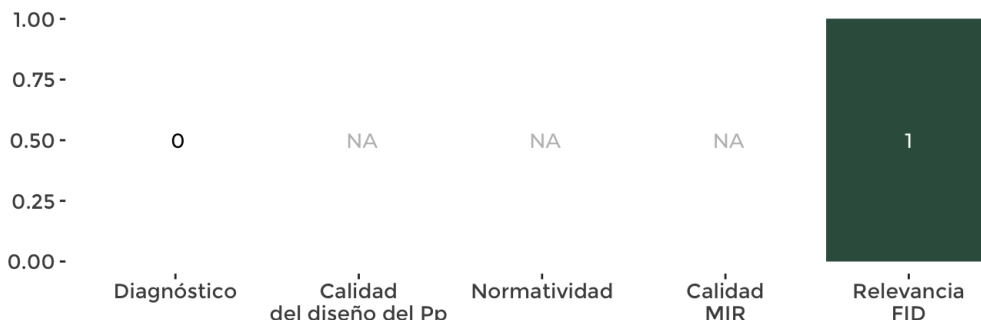 1.00
0.75
0.50
0 NA NA NA 1
0.25
0.00
Diagnóstico Calidad Normatividad Calidad Relevancia
del diseño del Pp MIR FID